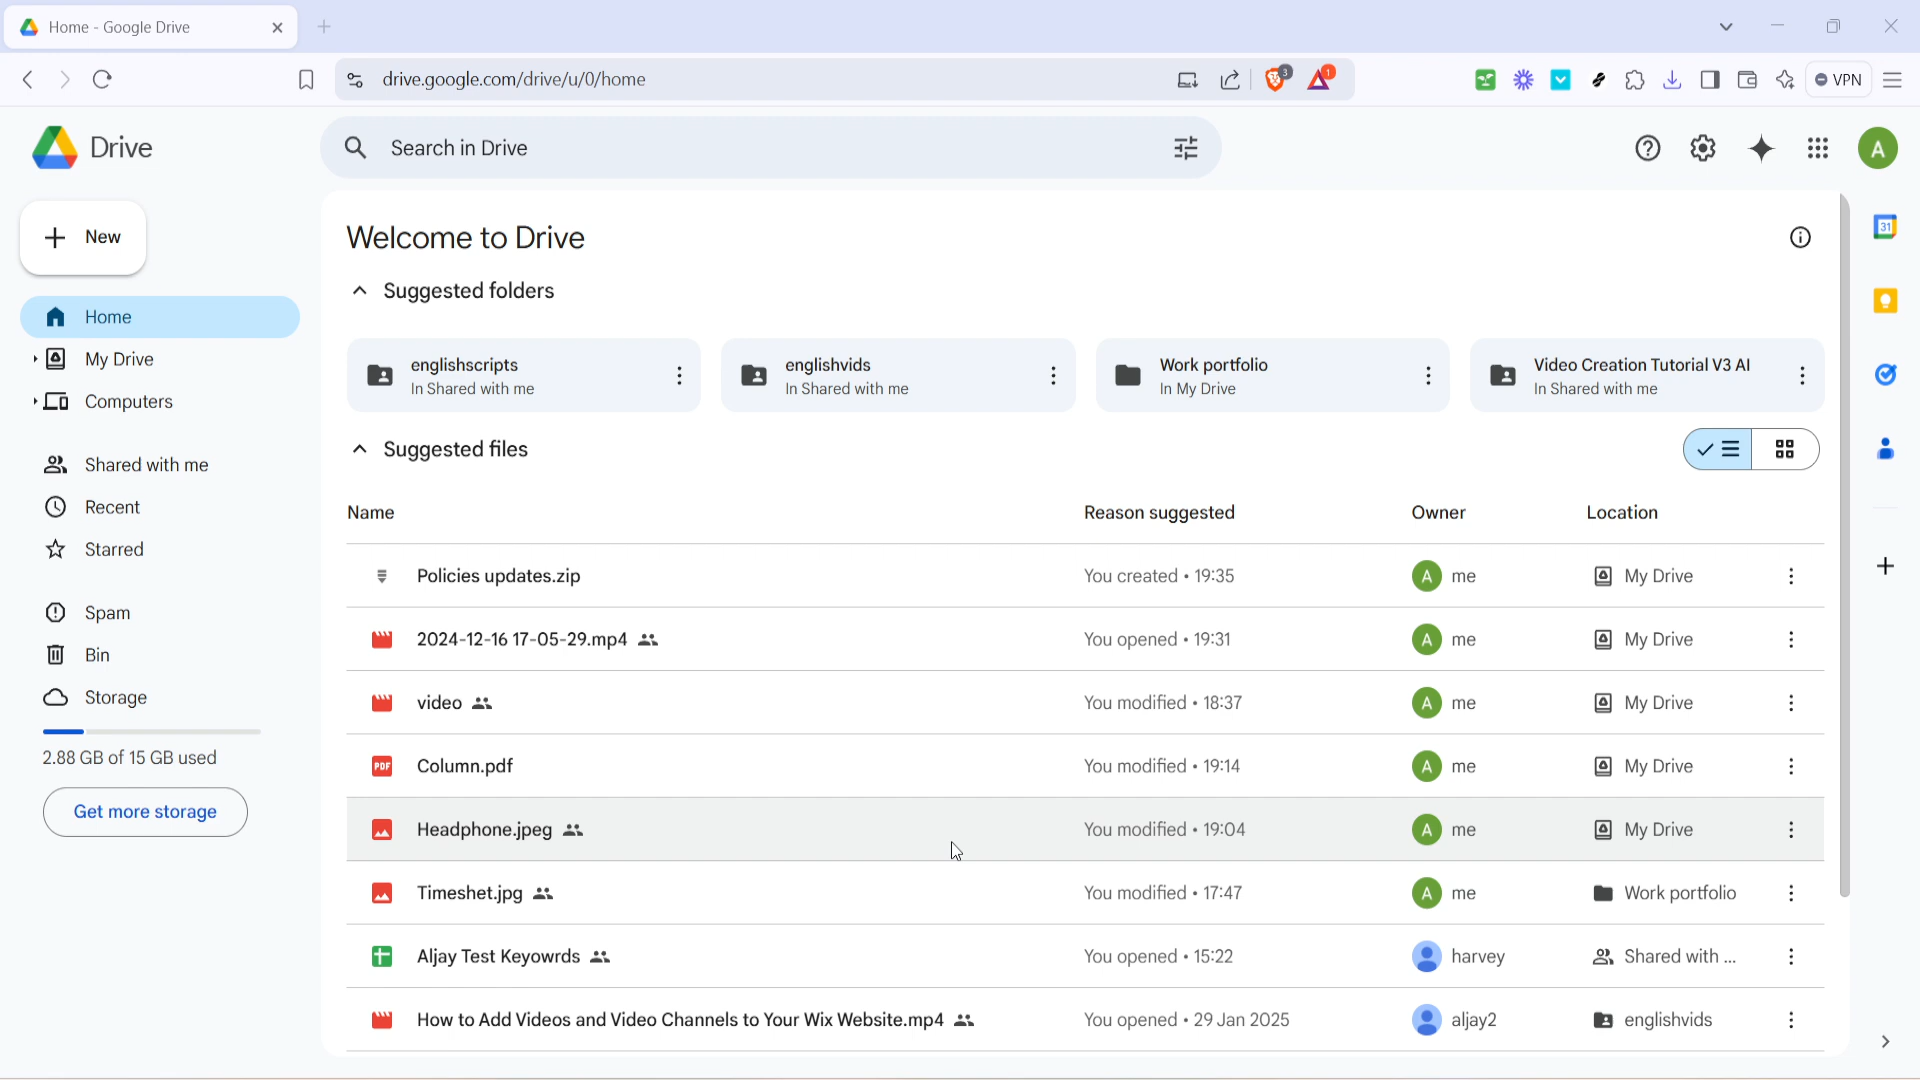 Home - Google Drive
drive.google.com/drive/u/0/home
3
1
VPN
Drive
Search in Drive
A
New
Home
My Drive
Computers
Shared with me
Recent
Starred
Spam
Bin
Storage
2.88 GB of 15 GB used
Get more storage
Welcome to Drive
Suggested folders
englishscripts
In Shared with me
englishvids
In Shared with me
Work portfolio
In My Drive
Video Creation Tutorial V3 AI
In Shared with me
Suggested files
Name Reason suggested Owner Location
Policies updates.zip You created • 19:35 A me My Drive
2024-12-16 17-05-29.mp4 You opened • 19:31 A me My Drive
video You modified • 18:37 A me My Drive
PDF Column.pdf You modified • 19:14 A me My Drive
Headphone.jpeg You modified • 19:04 A me My Drive
Timeshet.jpg You modified • 17:47 A me Work portfolio
Aljay Test Keyowrds You opened • 15:22 harvey Shared with ...
How to Add Videos and Video Channels to Your Wix Website.mp4 You opened • 29 Jan 2025 aljay2 englishvids
31